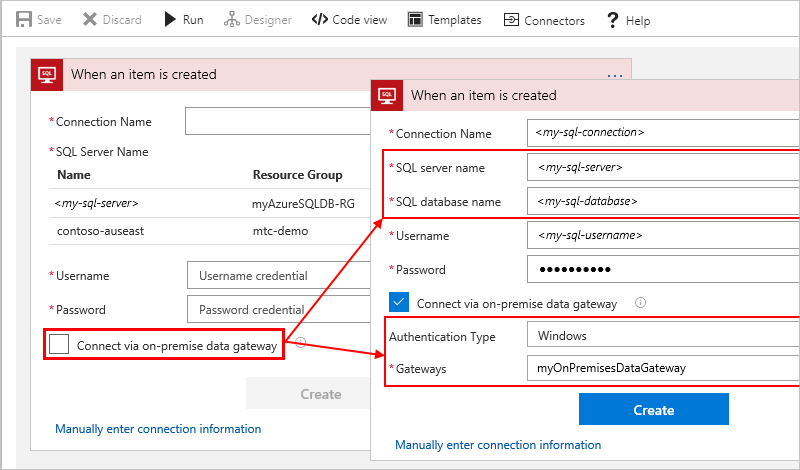 Save Discard Run Designer Code view Templates Connectors Help
SQL When an item is created ...
* Connection Name
* SQL Server Name
Name Resource Group
<my-sql-server> myAzureSQLDB-RG
contoso-auseast mtc-demo
* Username Username credential
* Password Password credential
Connect via on-premise data gateway
Create
Manually enter connection information
SQL When an item is created
* Connection Name <my-sql-connection>
* SQL server name <my-sql-server>
* SQL database name <my-sql-database>
* Username <my-sql-username>
* Password ●●●●●●●●●●
Connect via on-premise data gateway
Authentication Type Windows
* Gateways myOnPremisesDataGateway
Create
Manually enter connection information